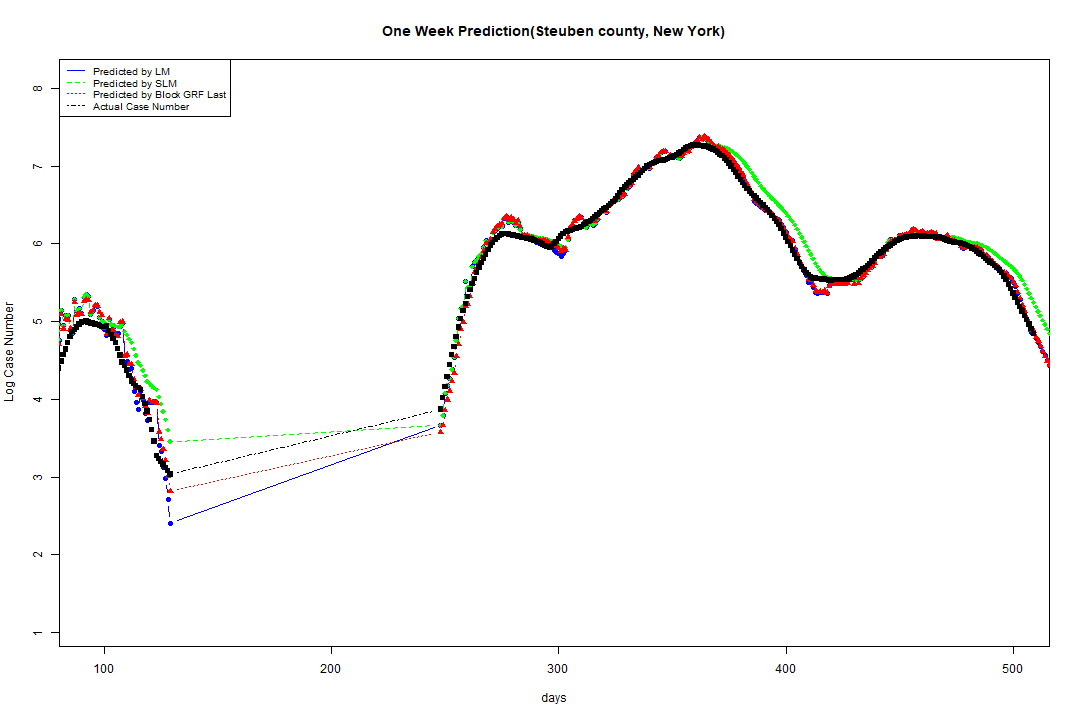 One Week Prediction(Steuben county, New York)
Predicted by LM
Predicted by SLM
Predicted by Block GRF Last
Actual Case Number
8
7
6
5
4
3
2
1
Log Case Number
100 200 300 400 500
days